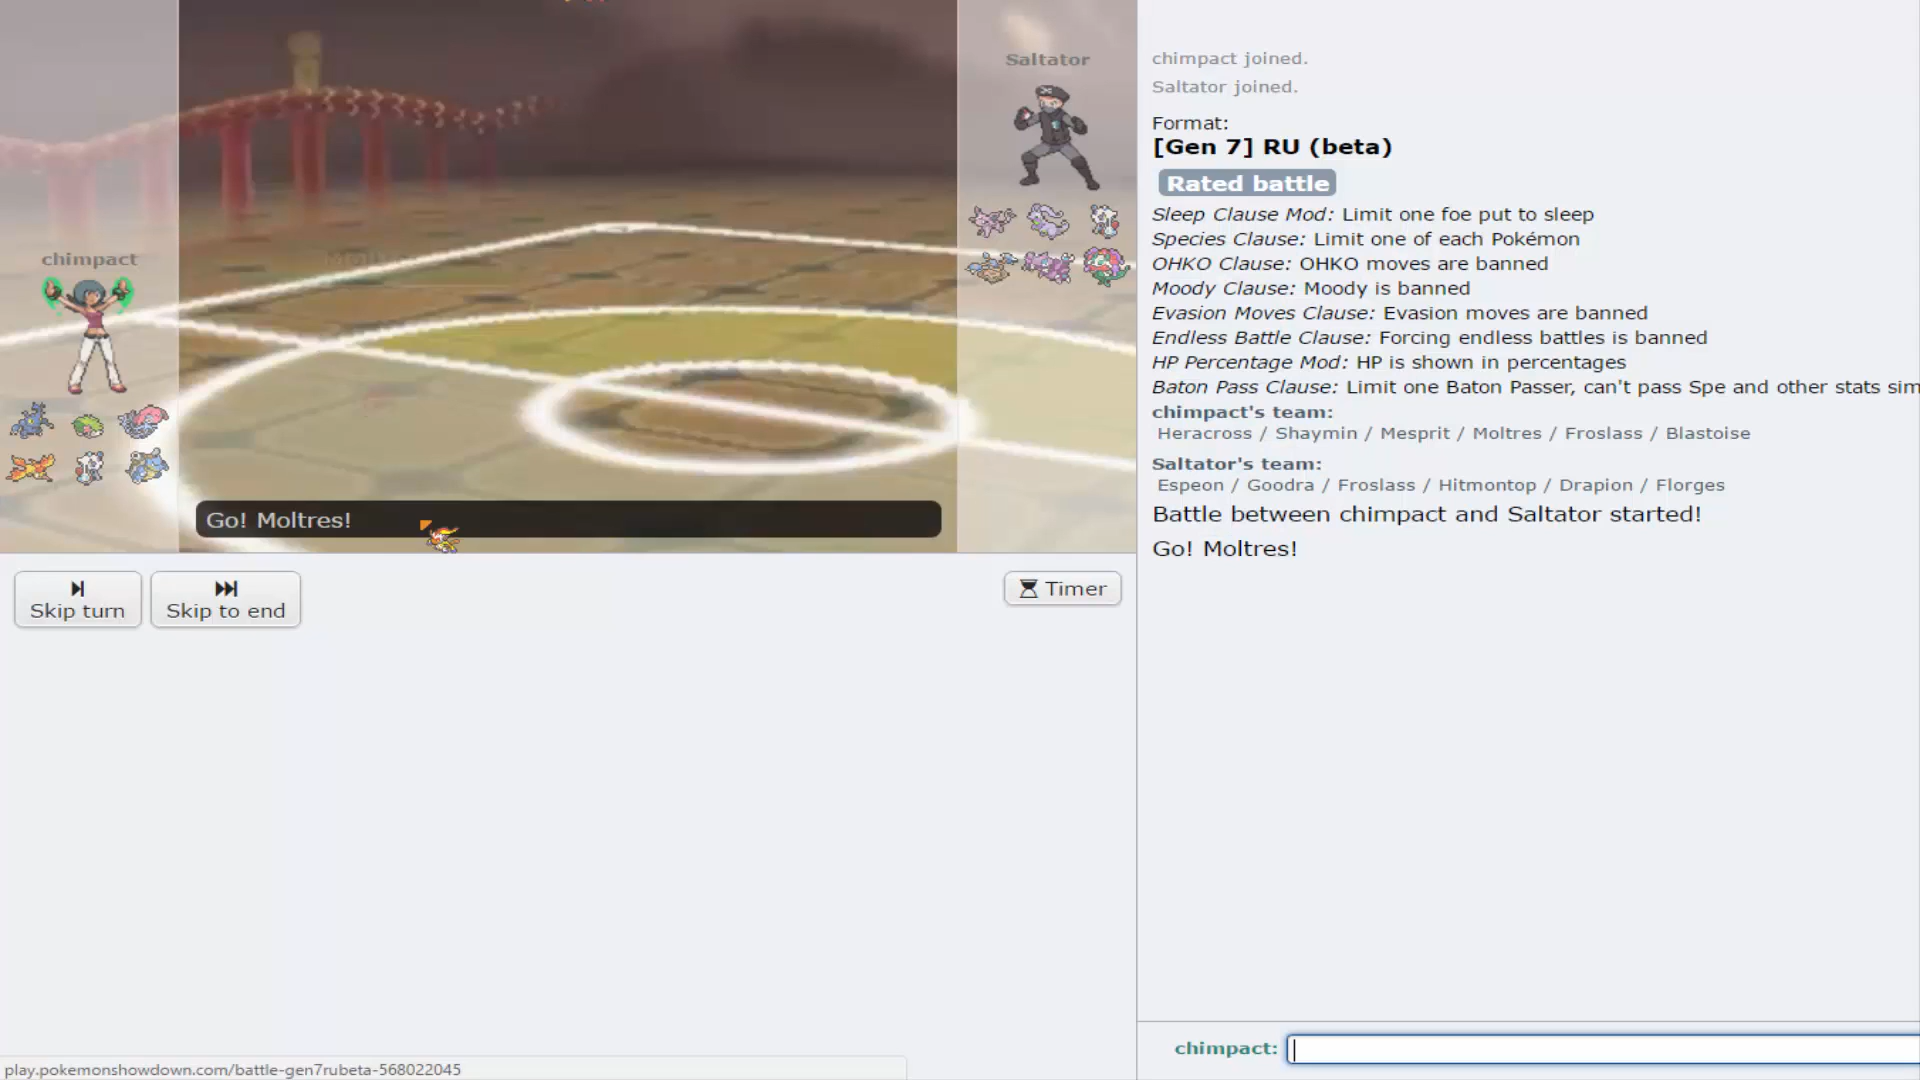 chimpact
Saltator
Go! Moltres!
Skip turn
Skip to end
Timer
play.pokemonshowdown.com/battle-gen7rubeta-568022045
chimpact joined.
Saltator joined.
Format:
[Gen 7] RU (beta)
Rated battle
Sleep Clause Mod: Limit one foe put to sleep
Species Clause: Limit one of each Pokémon
OHKO Clause: OHKO moves are banned
Moody Clause: Moody is banned
Evasion Moves Clause: Evasion moves are banned
Endless Battle Clause: Forcing endless battles is banned
HP Percentage Mod: HP is shown in percentages
Baton Pass Clause: Limit one Baton Passer, can't pass Spe and other stats sim
chimpact's team:
Heracross / Shaymin / Mesprit / Moltres / Froslass / Blastoise
Saltator's team:
Espeon / Goodra / Froslass / Hitmontop / Drapion / Florges
Battle between chimpact and Saltator started!
Go! Moltres!
chimpact: